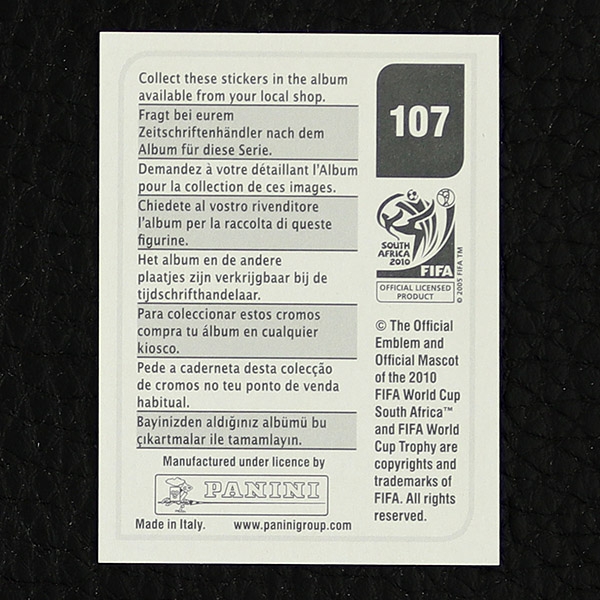 Collect these stickers in the album
available from your local shop.
Fragt bei eurem
Zeitschriftenhändler nach dem
Album für diese Serie.
Demandez à votre détaillant l'Album
pour la collection de ces images.
Chiedete al vostro rivenditore
l'album per la raccolta di queste
figurine.
Het album en de andere
plaatjes zijn verkrijgbaar bij de
tijdschrifthandelaar.
Para coleccionar estos cromos
compra tu álbum en cualquier
kiosco.
Pede a caderneta desta colecção
de cromos no teu ponto de venda
habitual.
Bayinizden aldığınız albümü bu
çıkartmalar ile tamamlayın.
Manufactured under licence by
PANINI
Made in Italy. www.paninigroup.com
107
SOUTH
AFRICA
2010
FIFA
© 2005 FIFA TM
OFFICIAL LICENSED
PRODUCT
© The Official
Emblem and
Official Mascot
of the 2010
FIFA World Cup
South Africa™
and FIFA World
Cup Trophy are
copyrights and
trademarks of
FIFA. All rights
reserved.